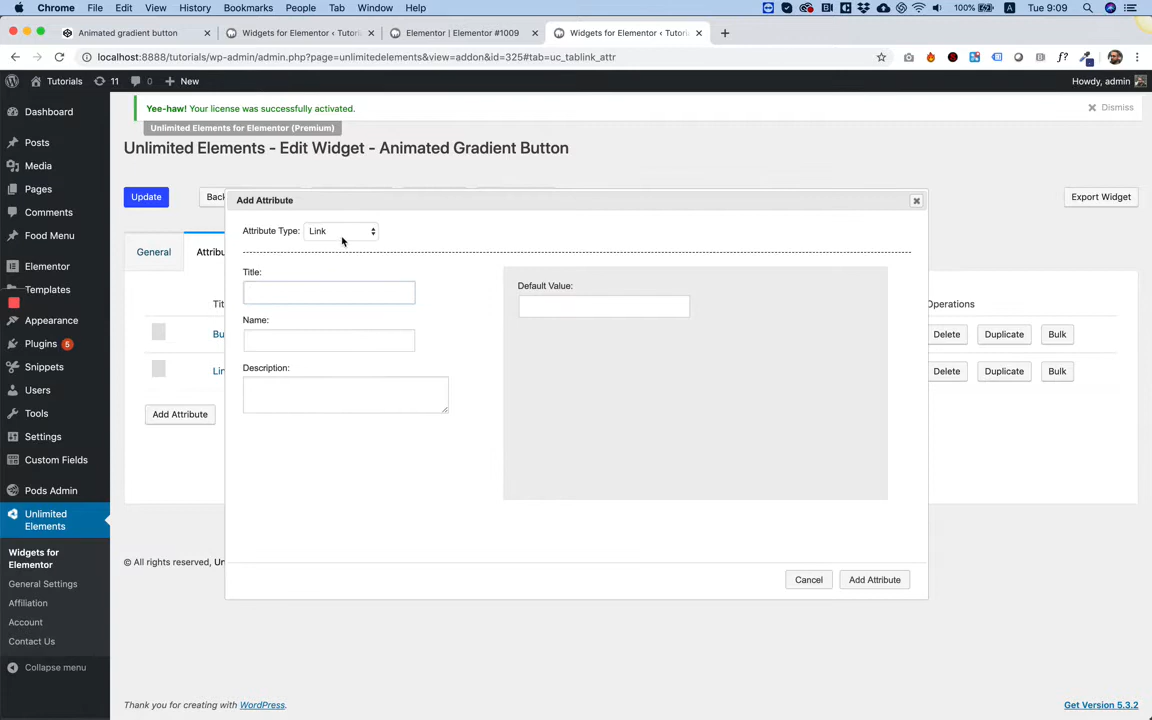 Chrome File Edit View History Bookmarks People Tab Window Help 100% Tue 9:09
Animated gradient button × Widgets for Elementor ‹ Tutori × Elementor | Elementor #1009 × Widgets for Elementor ‹ Tutori × +
localhost:8888/tutorials/wp-admin/admin.php?page=unlimitedelements&view=addon&id=325#tab=uc_tablink_attr
Tutorials 11 0 New Howdy, admin
Dashboard
Posts
Media
Pages
Comments
Food Menu
Elementor
Templates
Appearance
Plugins 5
Snippets
Users
Tools
Settings
Custom Fields
Pods Admin
Unlimited
Elements
Widgets for
Elementor
General Settings
Affiliation
Account
Contact Us
Collapse menu
Yee-haw! Your license was successfully activated.
Dismiss
Unlimited Elements for Elementor (Premium)
Unlimited Elements - Edit Widget - Animated Gradient Button
Update Bac Export Widget
General Attribu
Tit Operations
Bu Delete Duplicate Bulk
Lin Delete Duplicate Bulk
Add Attribute
Add Attribute
Attribute Type: Link
Title:
Name:
Description:
Default Value:
Cancel Add Attribute
© All rights reserved, Un
Thank you for creating with WordPress.
Get Version 5.3.2